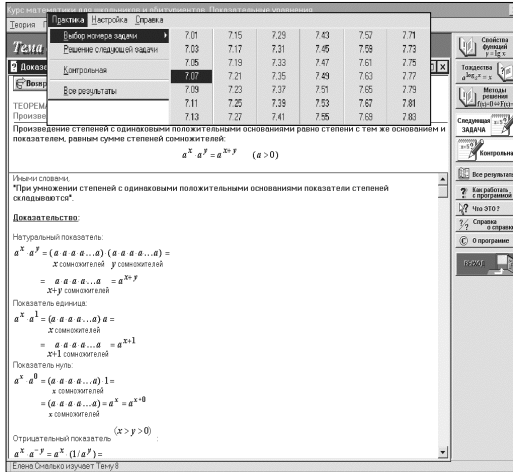 Курс математики для школьников и абитуриентов. Показательные уравнения
Теория
Практика Настройка Справка
Выбор номера задачи
Решение следующей задачи
Контрольная
Все результаты
7.01 7.15 7.29 7.43 7.57 7.71
7.03 7.17 7.31 7.45 7.59 7.73
7.05 7.19 7.33 7.47 7.61 7.75
7.07 7.21 7.35 7.49 7.63 7.77
7.09 7.23 7.37 7.51 7.65 7.79
7.11 7.25 7.39 7.53 7.67 7.81
7.13 7.27 7.41 7.55 7.69 7.83
Тема
Доказ
Возвр
ТЕОРЕМА
Произве
Произведение степеней с одинаковыми положительными основаниями равно степени с тем же основанием и
показателем, равным сумме степеней сомножителей:
a^x · a^y = a^{x+y} (a>0)
Иными словами,
"При умножении степеней с одинаковыми положительными основаниями показатели степеней
складываются".
Доказательство:
Натуральный показатель:
a^x · a^y = (a·a·a·a…a)·(a·a·a·a…a) =
x сомножителей y сомножителей
= a·a·a·a…a = a^{x+y}
x+y сомножителей
Показатель единица:
a^x · a^1 = (a·a·a·a…a)·a =
x сомножителей
= a·a·a·a…a = a^{x+1}
x+1 сомножителей
Показатель нуль:
a^x · a^0 = (a·a·a·a…a)·1 =
x сомножителей
= (a·a·a·a…a) = a^x = a^{x+0}
x сомножителей
Отрицательный показатель (x>y>0) :
a^x · a^{-y} = a^x · (1/a^y) =
Елена Смалько изучает Тему 8
Свойства
функций
y=lg x
Тождества
Методы
решения
f(x)=0⇔
Следующая
ЗАДАЧА
Контрольная
Все результаты
Как работать
с программой
Что ЭТО?
Справка
о справке
О программе